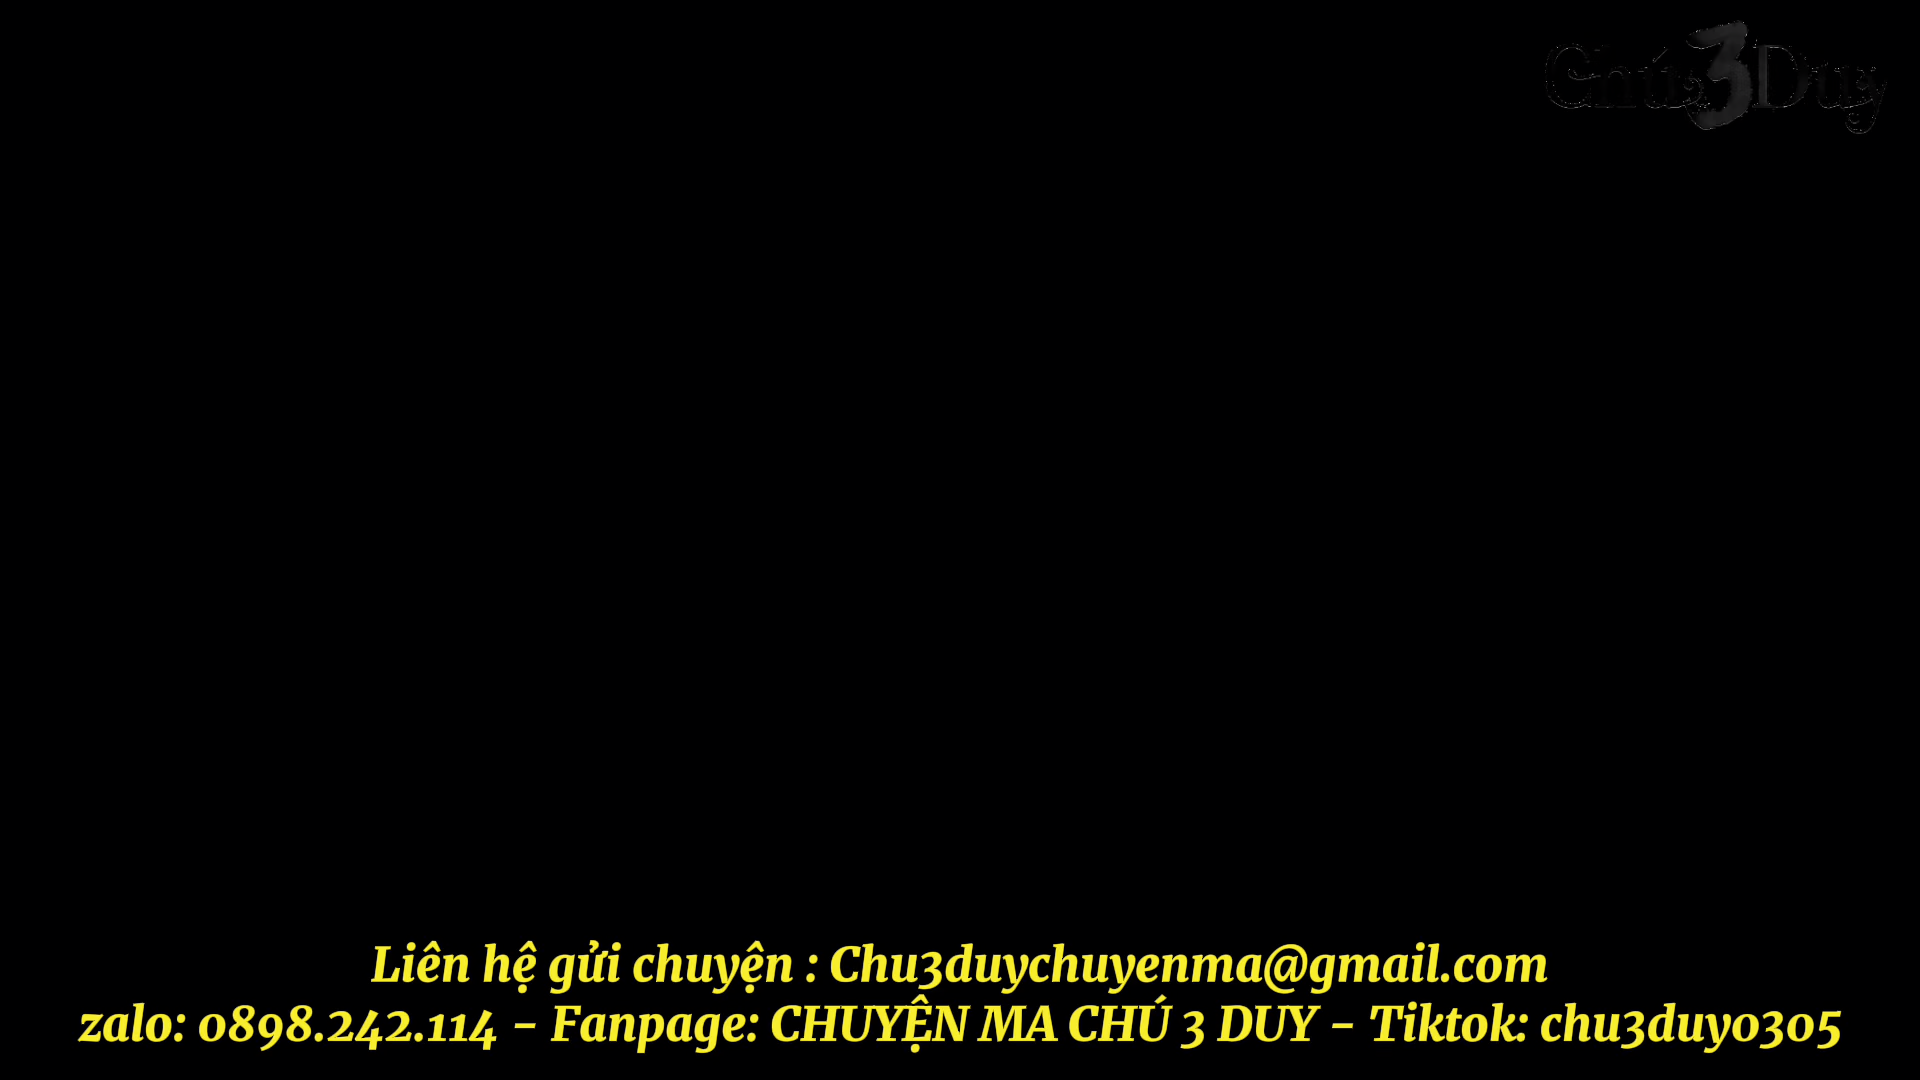 Chú 3 Duy
Liên hệ gửi chuyện : Chu3duychuyenma@gmail.com
zalo: 0898.242.114 - Fanpage: CHUYỆN MA CHÚ 3 DUY - Tiktok: chu3duy0305